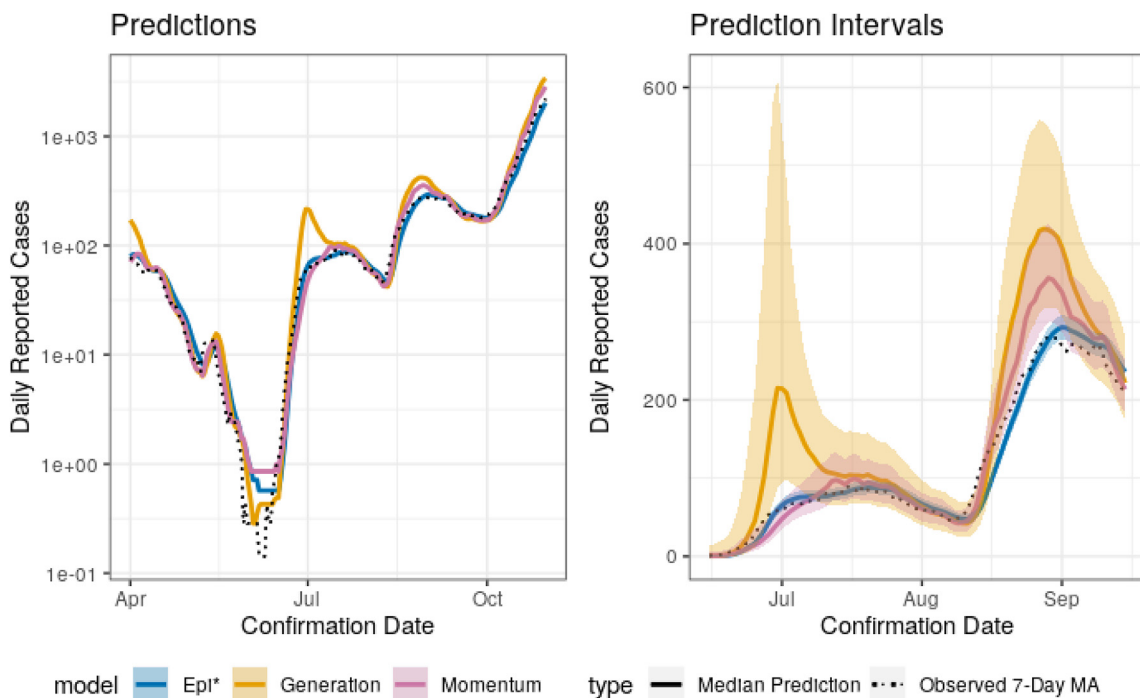 Predictions
Prediction Intervals
Daily Reported Cases
1e+03
1e+02
1e+01
1e+00
1e-01
Apr
Jul
Oct
Confirmation Date
Daily Reported Cases
600
400
200
0
Jul
Aug
Sep
Confirmation Date
model Epi* Generation Momentum type Median Prediction Observed 7-Day MA